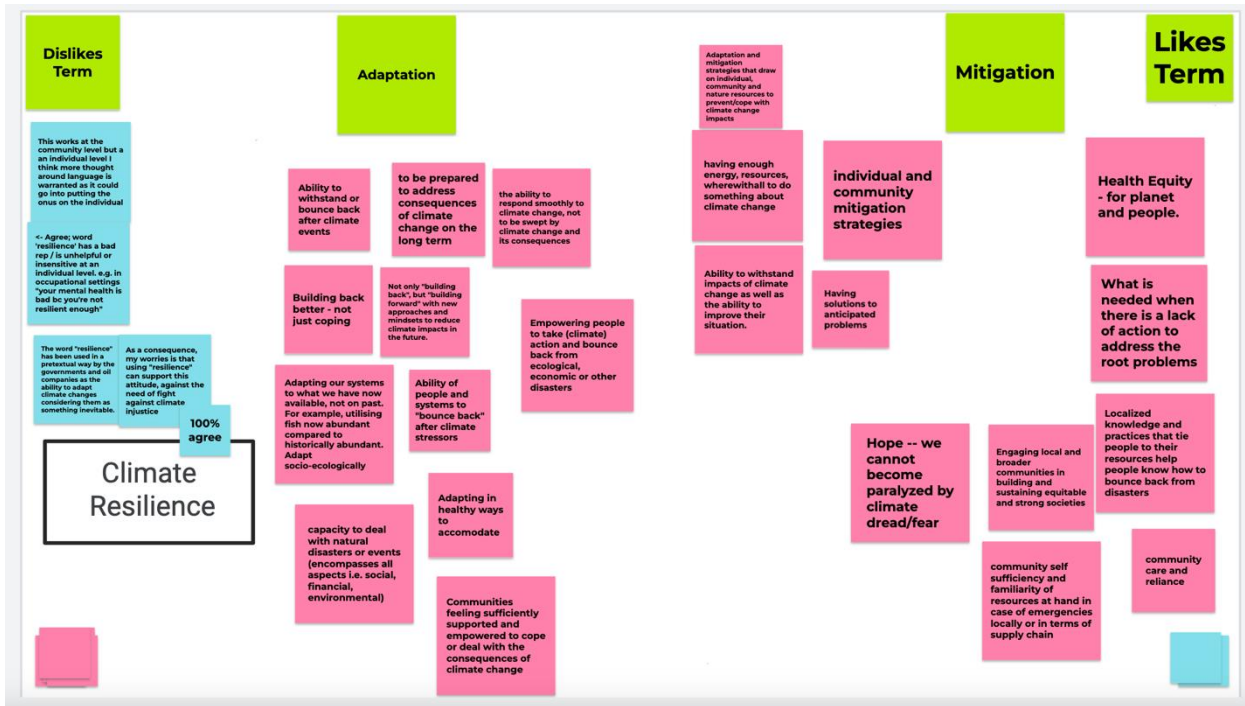 Dislikes
Term
This works at the
community level but a
an individual level I
think more thought
around language is
warranted as it could
go into putting the
onus on the individual
<- Agree; word
'resilience' has a bad
rep / is unhelpful or
insensitive at an
individual level. e.g. in
occupational settings
"your mental health is
bad bc you're not
resilient enough"
The word "resilience"
has been used in a
pretextual way by the
governments and oil
companies as the
ability to adapt
climate changes
considering them as
something inevitable.
As a consequence,
my worries is that
using "resilience"
can support this
attitude, against the
need of fight
against climate
injustice
100%
agree
Climate
Resilience
Adaptation
Ability to
withstand or
bounce back
after climate
events
to be prepared
to address
consequences
of climate
change on the
long term
the ability to
respond smoothly to
climate change, not
to be swept by
climate change and
its consequences
Building back
better - not
just coping
Not only "building
back", but "building
forward" with new
approaches and
mindsets to reduce
climate impacts in
the future.
Empowering people
to take (climate)
action and bounce
back from
ecological,
economic or other
disasters
Adapting our systems
to what we have now
available, not on past.
For example, utilising
fish now abundant
compared to
historically abundant.
Adapt
socio-ecologically
Ability of
people and
systems to
"bounce back"
after climate
stressors
Adapting in
healthy ways
to
accomodate
capacity to deal
with natural
disasters or events
(encompasses all
aspects i.e. social,
financial,
environmental)
Communities
feeling sufficiently
supported and
empowered to cope
or deal with the
consequences of
climate change
Adaptation and
mitigation
strategies that draw
on individual,
community and
nature resources to
prevent/cope with
climate change
impacts
having enough
energy, resources,
wherewithall to do
something about
climate change
Ability to withstand
impacts of climate
change as well as
the ability to
improve their
situation.
individual and
community
mitigation
strategies
Having
solutions to
anticipated
problems
Mitigation
Likes
Term
Health Equity
- for planet
and people.
What is
needed when
there is a lack
of action to
address the
root problems
Hope -- we
cannot
become
paralyzed by
climate
dread/fear
Engaging local and
broader
communities in
building and
sustaining equitable
and strong societies
Localized
knowledge and
practices that tie
people to their
resources help
people know how to
bounce back from
disasters
community self
sufficiency and
familiarity of
resources at hand in
case of emergencies
locally or in terms of
supply chain
community
care and
reliance